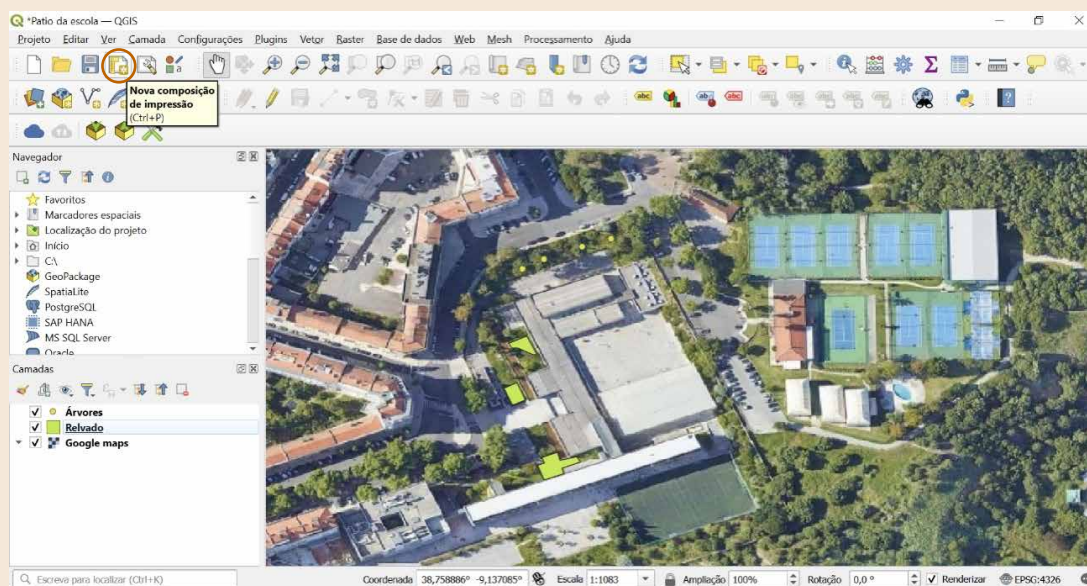 *Patio da escola — QGIS
Projeto Editar Ver Camada Configurações Plugins Vetor Raster Base de dados Web Mesh Processamento Ajuda
Nova composição
de impressão
(Ctrl+P)
Navegador
Favoritos
Marcadores espaciais
Localização do projeto
Início
C:\
GeoPackage
SpatiaLite
PostgreSQL
SAP HANA
MS SQL Server
Oracle
Camadas
Árvores
Relvado
Google maps
Escreva para localizar (Ctrl+K)
Coordenada 38,758886° -9,137085° Escala 1:1083 Ampliação 100% Rotação 0,0 ° Renderizar EPSG:4326